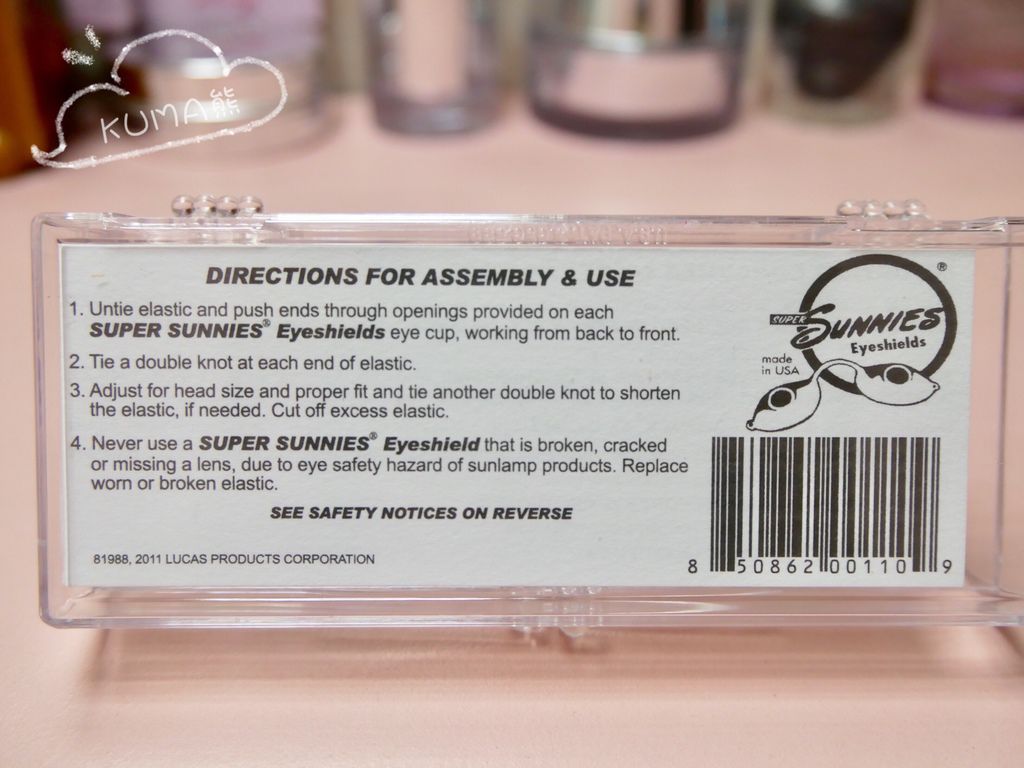 KUMA熊
DIRECTIONS FOR ASSEMBLY & USE
1. Untie elastic and push ends through openings provided on each
SUPER SUNNIES® Eyeshields eye cup, working from back to front.
2. Tie a double knot at each end of elastic.
3. Adjust for head size and proper fit and tie another double knot to shorten
the elastic, if needed. Cut off excess elastic.
4. Never use a SUPER SUNNIES® Eyeshield that is broken, cracked
or missing a lens, due to eye safety hazard of sunlamp products. Replace
worn or broken elastic.
SEE SAFETY NOTICES ON REVERSE
81988, 2011 LUCAS PRODUCTS CORPORATION
®
SUPER SUNNIES
Eyeshields
made
in USA
8 50862 00110 9